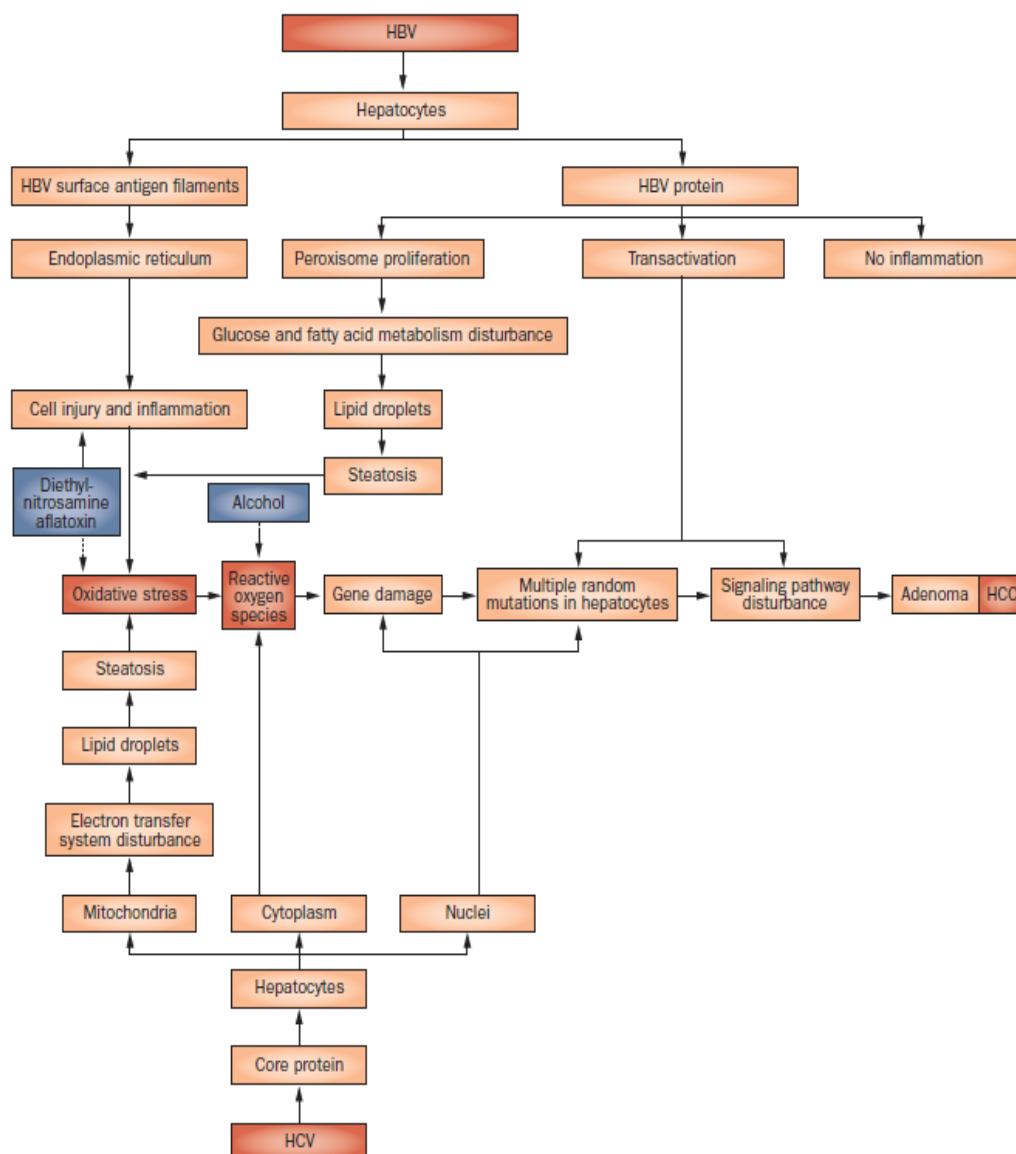 HBV
Hepatocytes
HBV surface antigen filaments
HBV protein
Endoplasmic reticulum
Peroxisome proliferation
Transactivation
No inflammation
Glucose and fatty acid metabolism disturbance
Cell injury and inflammation
Lipid droplets
Steatosis
Diethyl-
nitrosamine
aflatoxin
Alcohol
Oxidative stress
Reactive
oxygen
species
Gene damage
Multiple random
mutations in hepatocytes
Signaling pathway
disturbance
Adenoma
HCC
Steatosis
Lipid droplets
Electron transfer
system disturbance
Mitochondria
Cytoplasm
Nuclei
Hepatocytes
Core protein
HCV